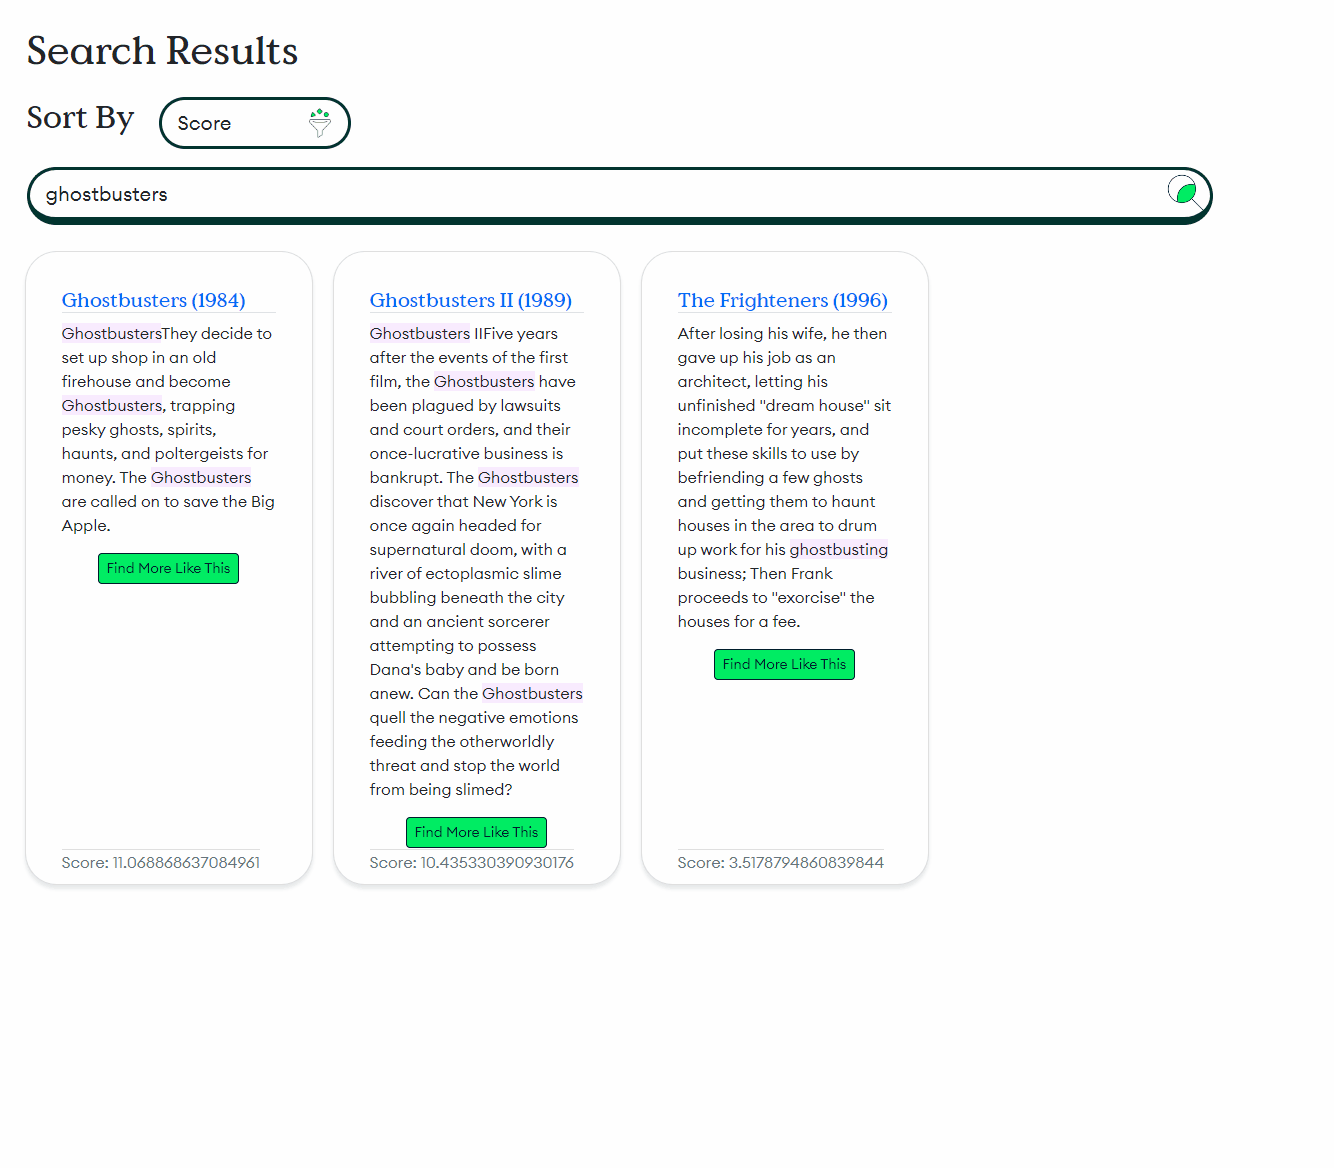 Search Results
Sort By
Score
ghostbusters
Ghostbusters (1984)
GhostbustersThey decide to
set up shop in an old
firehouse and become
Ghostbusters, trapping
pesky ghosts, spirits,
haunts, and poltergeists for
money. The Ghostbusters
are called on to save the Big
Apple.
Find More Like This
Score: 11.068868637084961
Ghostbusters II (1989)
Ghostbusters IIFive years
after the events of the first
film, the Ghostbusters have
been plagued by lawsuits
and court orders, and their
once-lucrative business is
bankrupt. The Ghostbusters
discover that New York is
once again headed for
supernatural doom, with a
river of ectoplasmic slime
bubbling beneath the city
and an ancient sorcerer
attempting to possess
Dana's baby and be born
anew. Can the Ghostbusters
quell the negative emotions
feeding the otherworldly
threat and stop the world
from being slimed?
Find More Like This
Score: 10.435330390930176
The Frighteners (1996)
After losing his wife, he then
gave up his job as an
architect, letting his
unfinished "dream house" sit
incomplete for years, and
put these skills to use by
befriending a few ghosts
and getting them to haunt
houses in the area to drum
up work for his ghostbusting
business; Then Frank
proceeds to "exorcise" the
houses for a fee.
Find More Like This
Score: 3.5178794860839844